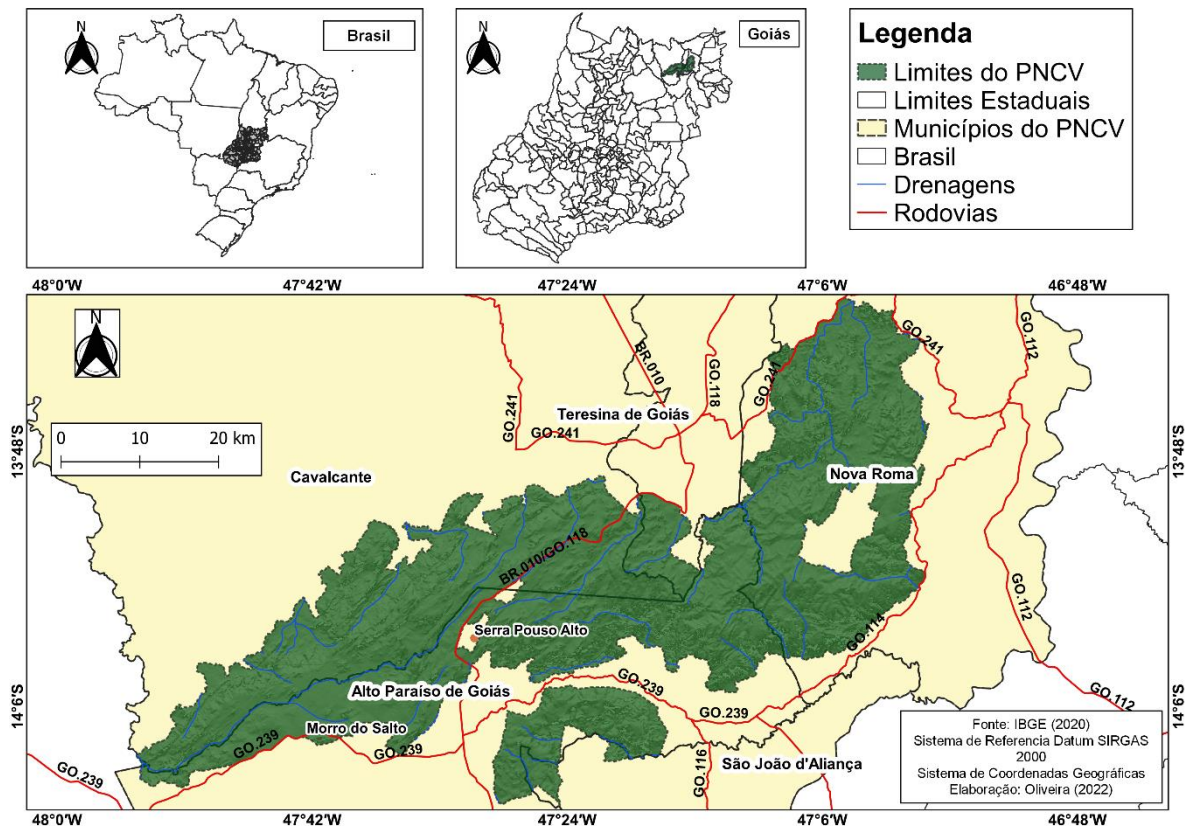 N
Brasil
N
Goiás
Legenda
Limites do PNCV
Limites Estaduais
Municípios do PNCV
Brasil
Drenagens
Rodovias
48°0'W
47°42'W
47°24'W
47°6'W
46°48'W
N
0 10 20 km
13°48'S
13°48'S
14°6'S
14°6'S
GO.241
BR.010
GO.118
GO.241
GO.241
GO.112
Teresina de Goiás
GO.241
Cavalcante
Nova Roma
BR.010/GO.118
GO.112
Serra Pouso Alto
GO.114
Alto Paraíso de Goiás
GO.239
GO.112
Morro do Salto
GO.239
GO.239
GO.239
GO.239
GO.116
São João d'Aliança
Fonte: IBGE (2020)
Sistema de Referencia Datum SIRGAS
2000
Sistema de Coordenadas Geográficas
Elaboração: Oliveira (2022)
48°0'W
47°42'W
47°24'W
47°6'W
46°48'W